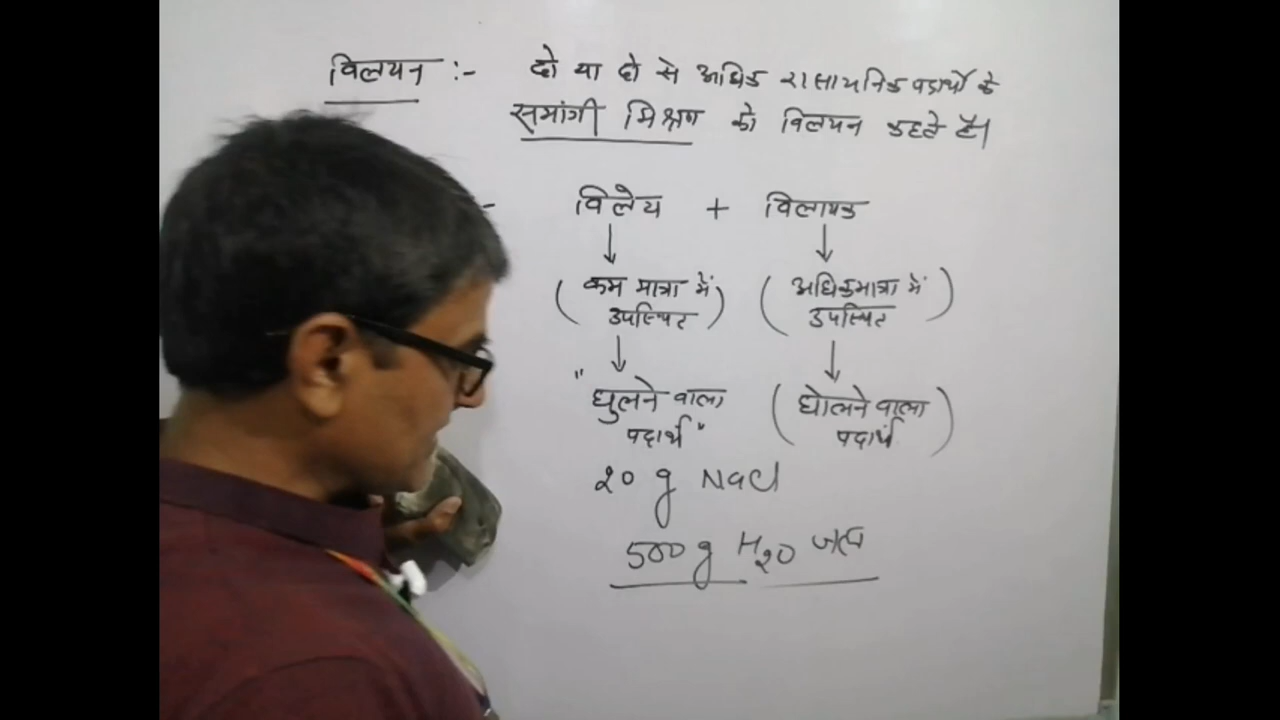 विलयन :- दो या दो से अधिक रासायनिक पदार्थो के
समांगी मिश्रण को विलयन कहते है।
- विलेय + विलायक
↓ ↓
(कम मात्रा में (अधिकमात्रा में
उपस्थित) उपस्थित)
↓ ↓
"घुलने वाला (घोलने वाला
पदार्थ" पदार्थ)
20 g NaCl
500 g H2O जल